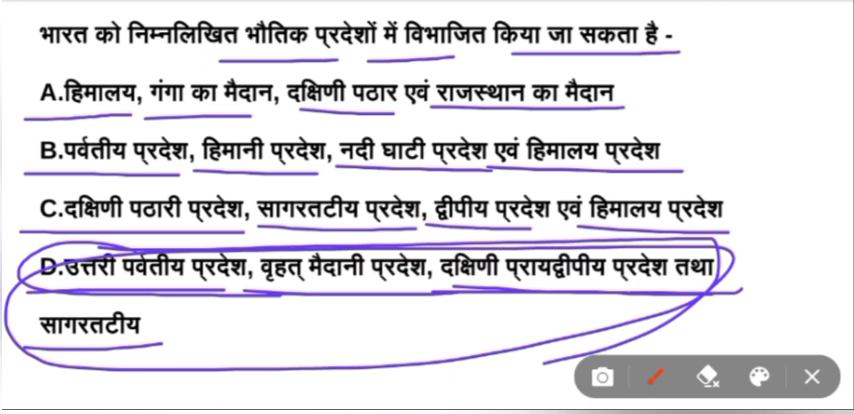 भारत को निम्नलिखित भौतिक प्रदेशों में विभाजित किया जा सकता है -
A.हिमालय, गंगा का मैदान, दक्षिणी पठार एवं राजस्थान का मैदान
B.पर्वतीय प्रदेश, हिमानी प्रदेश, नदी घाटी प्रदेश एवं हिमालय प्रदेश
C.दक्षिणी पठारी प्रदेश, सागरतटीय प्रदेश, द्वीपीय प्रदेश एवं हिमालय प्रदेश
D.उत्तरी पर्वतीय प्रदेश, वृहत् मैदानी प्रदेश, दक्षिणी प्रायद्वीपीय प्रदेश तथा
सागरतटीय